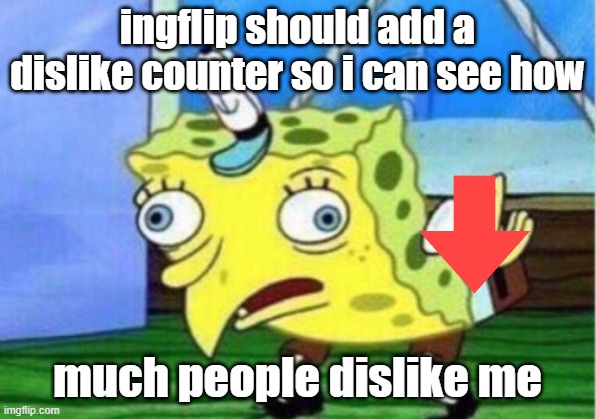 ingflip should add a
dislike counter so i can see how
much people dislike me
imgflip.com